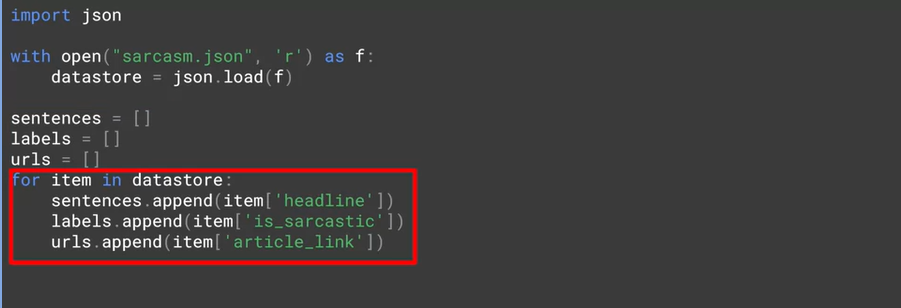 import json
with open("sarcasm.json", 'r') as f:
    datastore = json.load(f)
sentences = []
labels = []
urls = []
for item in datastore:
    sentences.append(item['headline'])
    labels.append(item['is_sarcastic'])
    urls.append(item['article_link'])